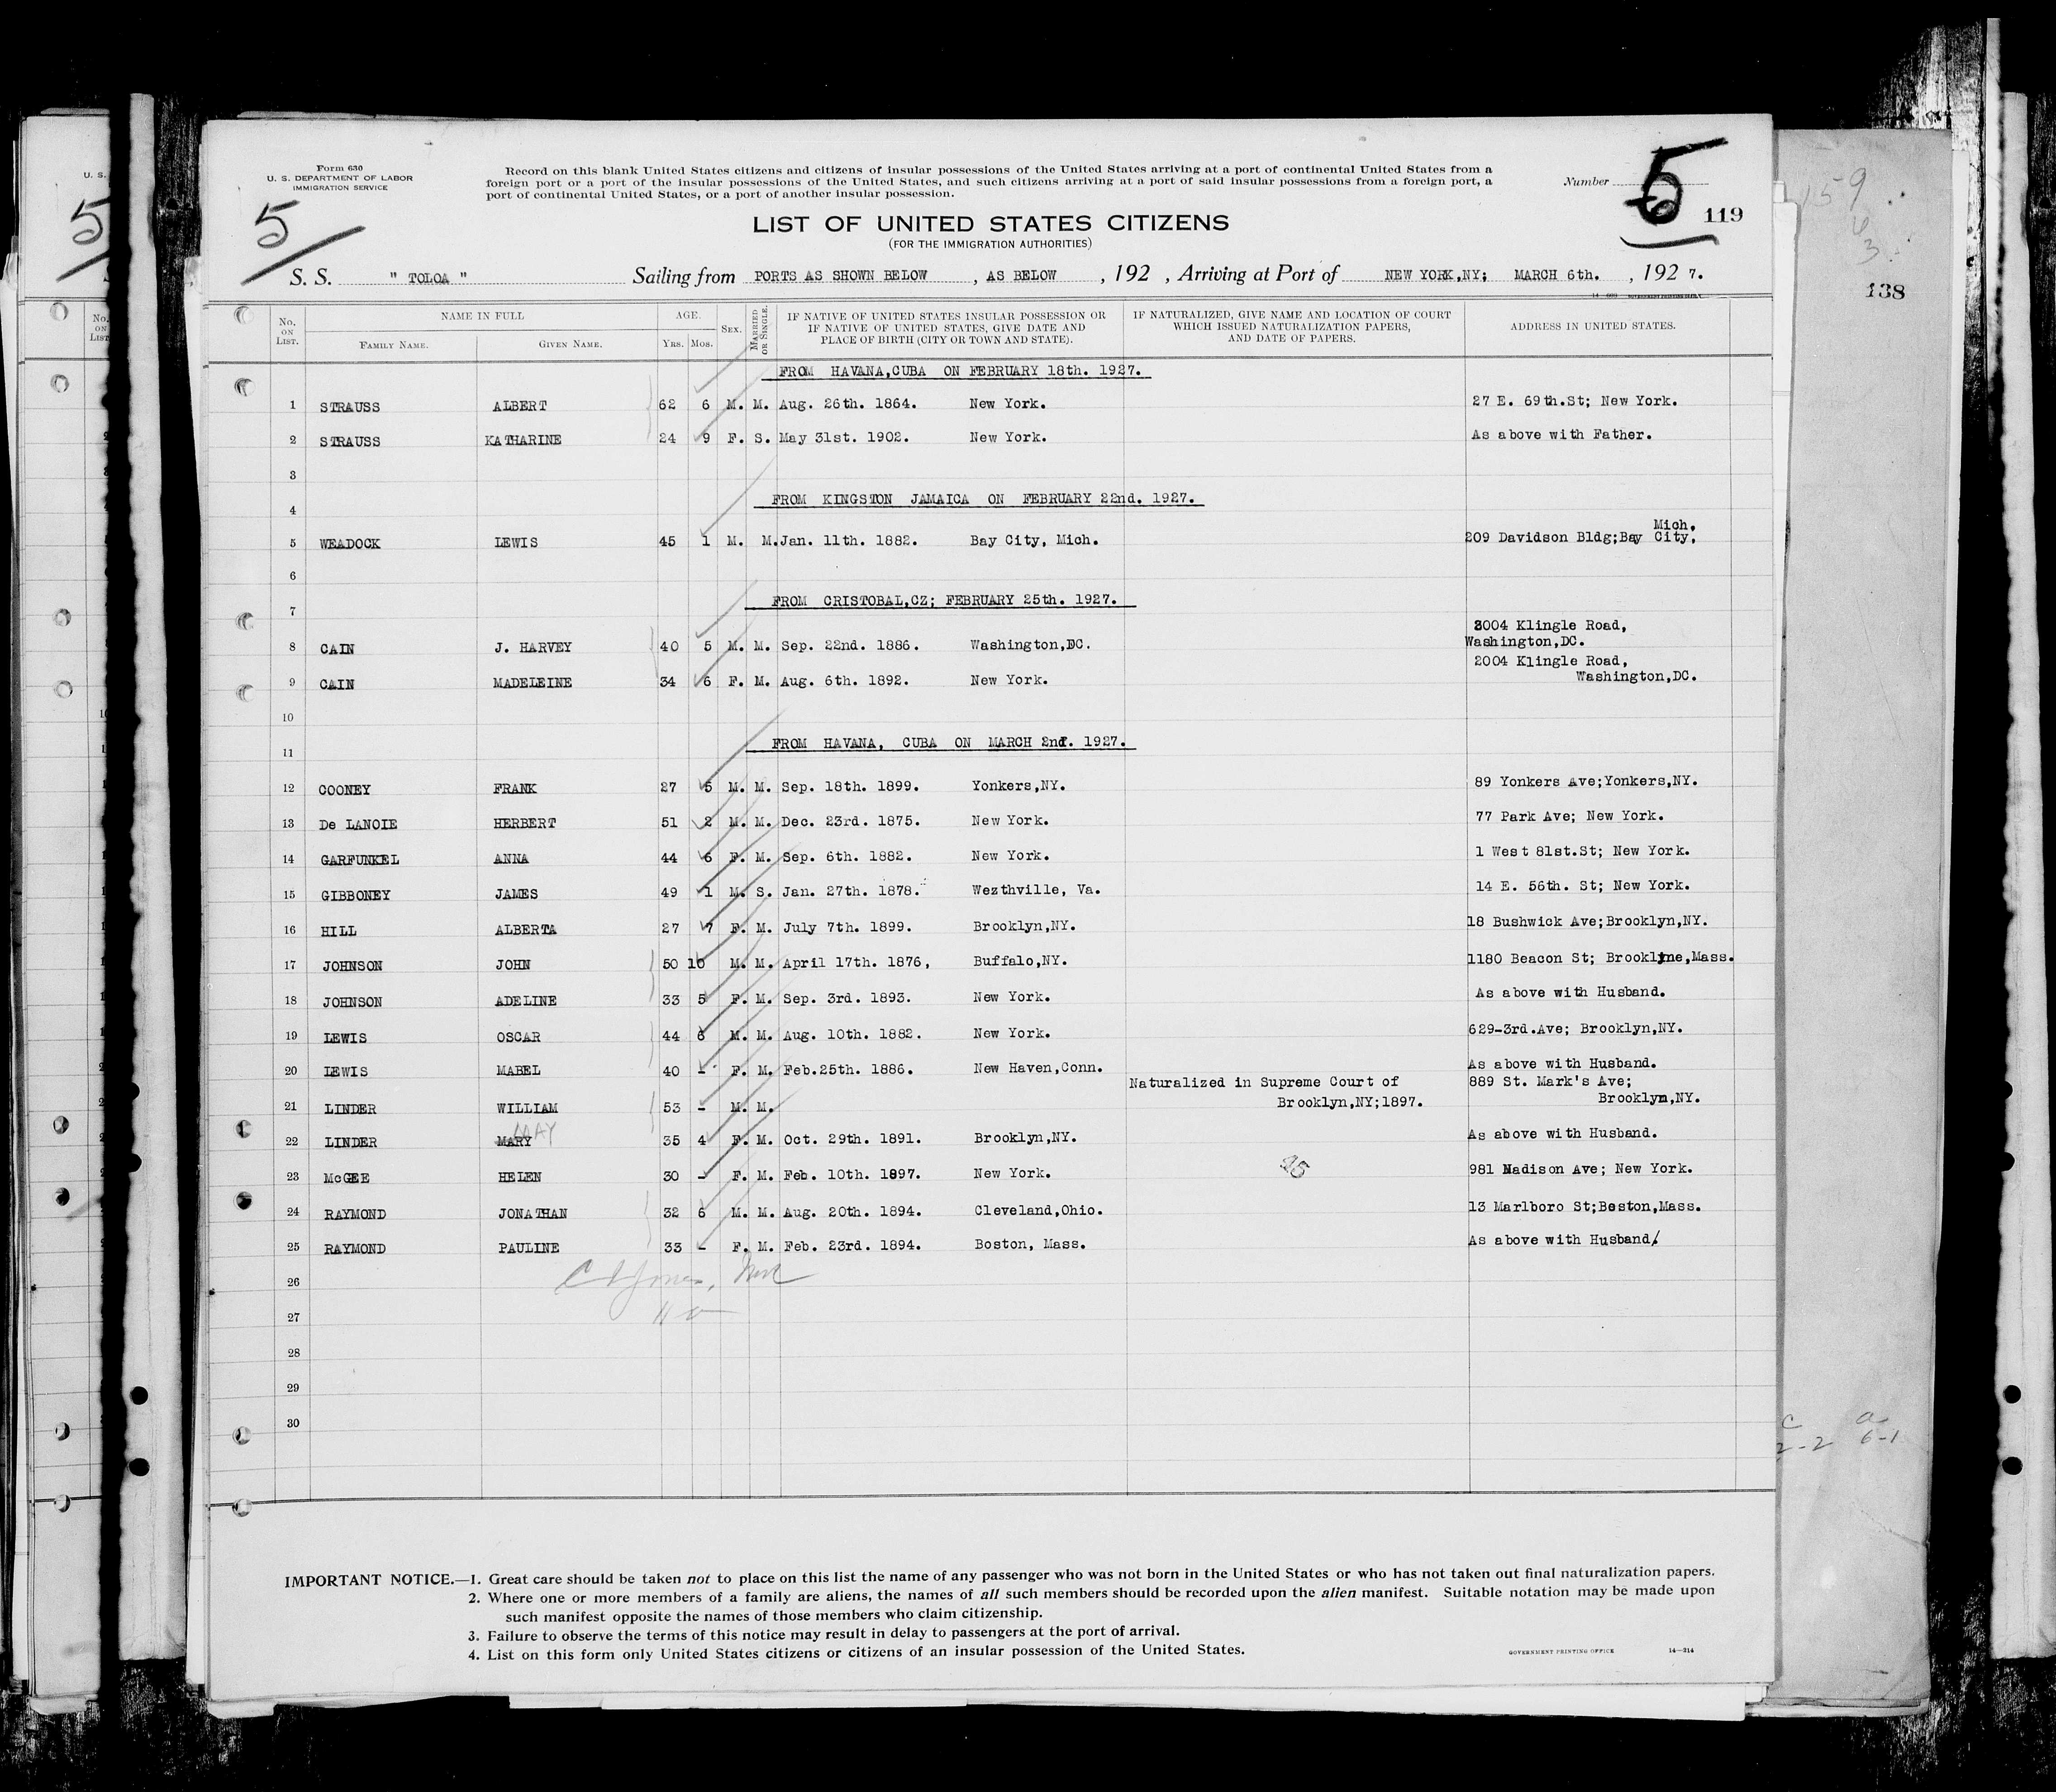 Form 630
U. S. DEPARTMENT OF LABOR
IMMIGRATION SERVICE
Record on this blank United States citizens and citizens of insular possessions of the United States arriving at a port of continental United States from a
foreign port or a port of the insular possessions of the United States, and such citizens arriving at a port of said insular possessions from a foreign port, a
port of continental United States, or a port of another insular possession.
Number 5
119
5
LIST OF UNITED STATES CITIZENS
(FOR THE IMMIGRATION AUTHORITIES)
S. S. " TOLOA " Sailing from PORTS AS SHOWN BELOW , AS BELOW , 192 , Arriving at Port of NEW YORK,NY; MARCH 6th. , 192 7.
No. ON LIST. NAME IN FULL FAMILY NAME. GIVEN NAME. AGE. YRS. MOS. SEX. MARRIED OR SINGLE. IF NATIVE OF UNITED STATES INSULAR POSSESSION OR IF NATIVE OF UNITED STATES, GIVE DATE AND PLACE OF BIRTH (CITY OR TOWN AND STATE). IF NATURALIZED, GIVE NAME AND LOCATION OF COURT WHICH ISSUED NATURALIZATION PAPERS, AND DATE OF PAPERS. ADDRESS IN UNITED STATES.
FROM HAVANA,CUBA ON FEBRUARY 18th. 1927.
1 STRAUSS ALBERT 62 6 M. M. Aug. 26th. 1864. New York. 27 E. 69th.St; New York.
2 STRAUSS KATHARINE 24 9 F. S. May 31st. 1902. New York. As above with Father.
3
4 FROM KINGSTON JAMAICA ON FEBRUARY 22nd. 1927.
5 WEADOCK LEWIS 45 1 M. M. Jan. 11th. 1882. Bay City, Mich. 209 Davidson Bldg;Bay City, Mich.
6
7 FROM CRISTOBAL,CZ; FEBRUARY 25th. 1927.
8 CAIN J. HARVEY 40 5 M. M. Sep. 22nd. 1886. Washington,DC. 2004 Klingle Road,
Washington,DC.
9 CAIN MADELEINE 34 6 F. M. Aug. 6th. 1892. New York. 2004 Klingle Road,
Washington,DC.
10
11 FROM HAVANA, CUBA ON MARCH 2nd. 1927.
12 COONEY FRANK 27 5 M. M. Sep. 18th. 1899. Yonkers,NY. 89 Yonkers Ave;Yonkers,NY.
13 De LANOIE HERBERT 51 2 M. M. Dec. 23rd. 1875. New York. 77 Park Ave; New York.
14 GARFUNKEL ANNA 44 6 F. M. Sep. 6th. 1882. New York. 1 West 81st.St; New York.
15 GIBBONEY JAMES 49 1 M. S. Jan. 27th. 1878. Wezthville, Va. 14 E. 56th. St; New York.
16 HILL ALBERTA 27 7 F. M. July 7th. 1899. Brooklyn,NY. 18 Bushwick Ave;Brooklyn,NY.
17 JOHNSON JOHN 50 10 M. M. April 17th. 1876, Buffalo,NY. 1180 Beacon St; Brookline,Mass.
18 JOHNSON ADELINE 33 5 F. M. Sep. 3rd. 1893. New York. As above with Husband.
19 LEWIS OSCAR 44 6 M. M. Aug. 10th. 1882. New York. 629-3rd.Ave; Brooklyn,NY.
20 LEWIS MABEL 40 - F. M. Feb.25th. 1886. New Haven,Conn. As above with Husband.
21 LINDER WILLIAM 53 - M. M. Naturalized in Supreme Court of Brooklyn,NY;1897. 889 St. Mark's Ave;
Brooklyn,NY.
22 LINDER MARY MAY 35 4 F. M. Oct. 29th. 1891. Brooklyn,NY. As above with Husband.
23 McGEE HELEN 30 - F. M. Feb. 10th. 1897. New York. 981 Madison Ave; New York.
24 RAYMOND JONATHAN 32 6 M. M. Aug. 20th. 1894. Cleveland,Ohio. 13 Marlboro St;Boston,Mass.
25 RAYMOND PAULINE 33 - F. M. Feb. 23rd. 1894. Boston, Mass. As above with Husband.
26
27
28
29
30
IMPORTANT NOTICE.—1. Great care should be taken not to place on this list the name of any passenger who was not born in the United States or who has not taken out final naturalization papers.
2. Where one or more members of a family are aliens, the names of all such members should be recorded upon the alien manifest. Suitable notation may be made upon
such manifest opposite the names of those members who claim citizenship.
3. Failure to observe the terms of this notice may result in delay to passengers at the port of arrival.
4. List on this form only United States citizens or citizens of an insular possession of the United States.
GOVERNMENT PRINTING OFFICE 14—314
138